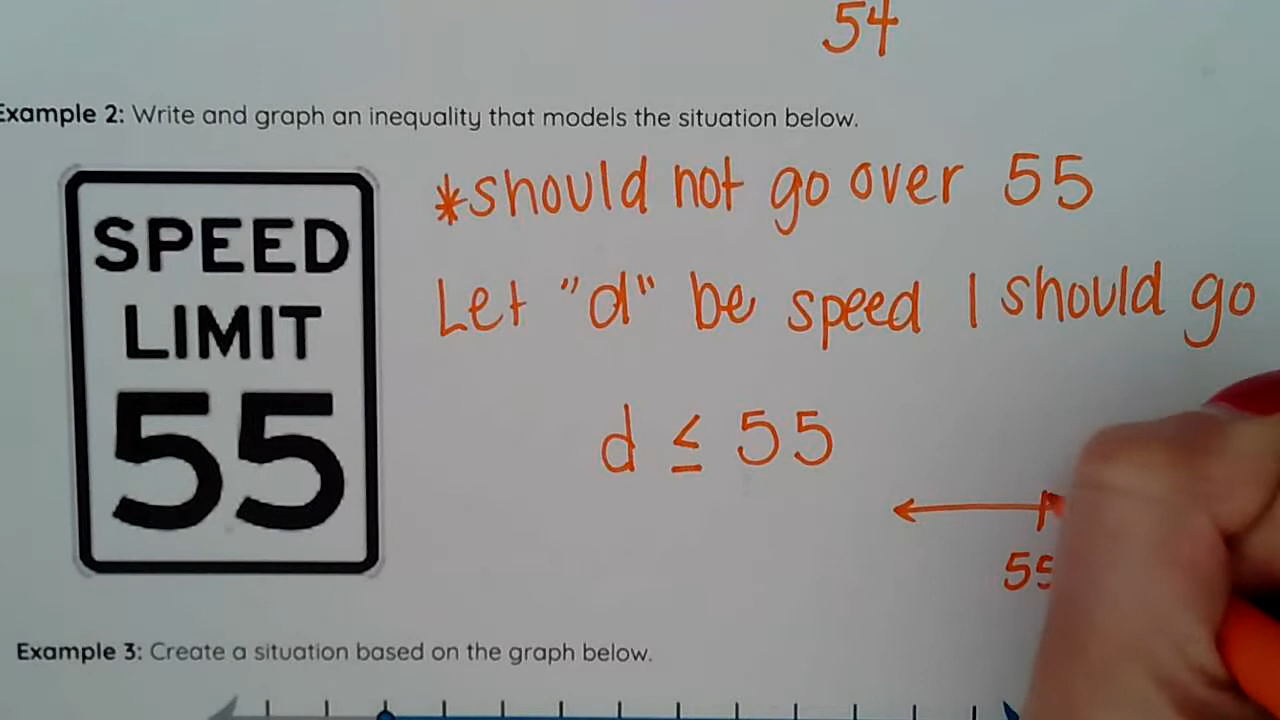 54
Example 2: Write and graph an inequality that models the situation below.
SPEED
LIMIT
55
*should not go over 55
Let "d" be speed I should go
d ≤ 55
55
Example 3: Create a situation based on the graph below.